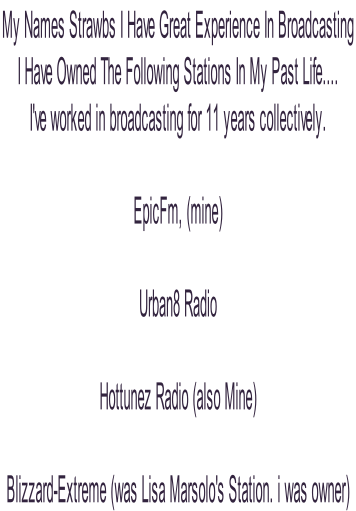 My Names Strawbs I Have Great Experience In Broadcasting
I Have Owned The Following Stations In My Past Life....
I've worked in broadcasting for 11 years collectively.
EpicFm, (mine)
Urban8 Radio
Hottunez Radio (also Mine)
Blizzard-Extreme (was Lisa Marsolo's Station. i was owner)